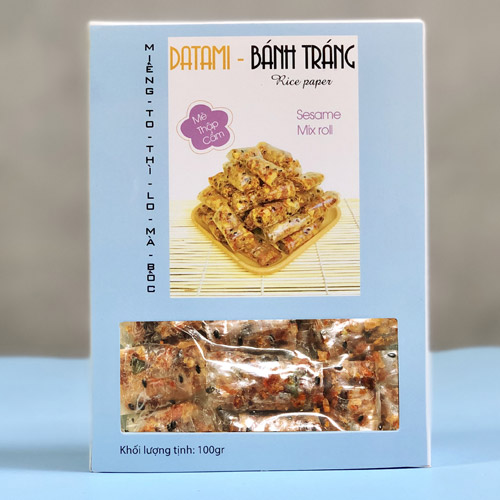 DATAMI - BÁNH TRÁNG
Rice paper
Mè
Thập
Cẩm
Sesame
Mix roll
MIẾNG-TO-THÌ-LO-MÀ-BỐC
Khối lượng tịnh: 100gr